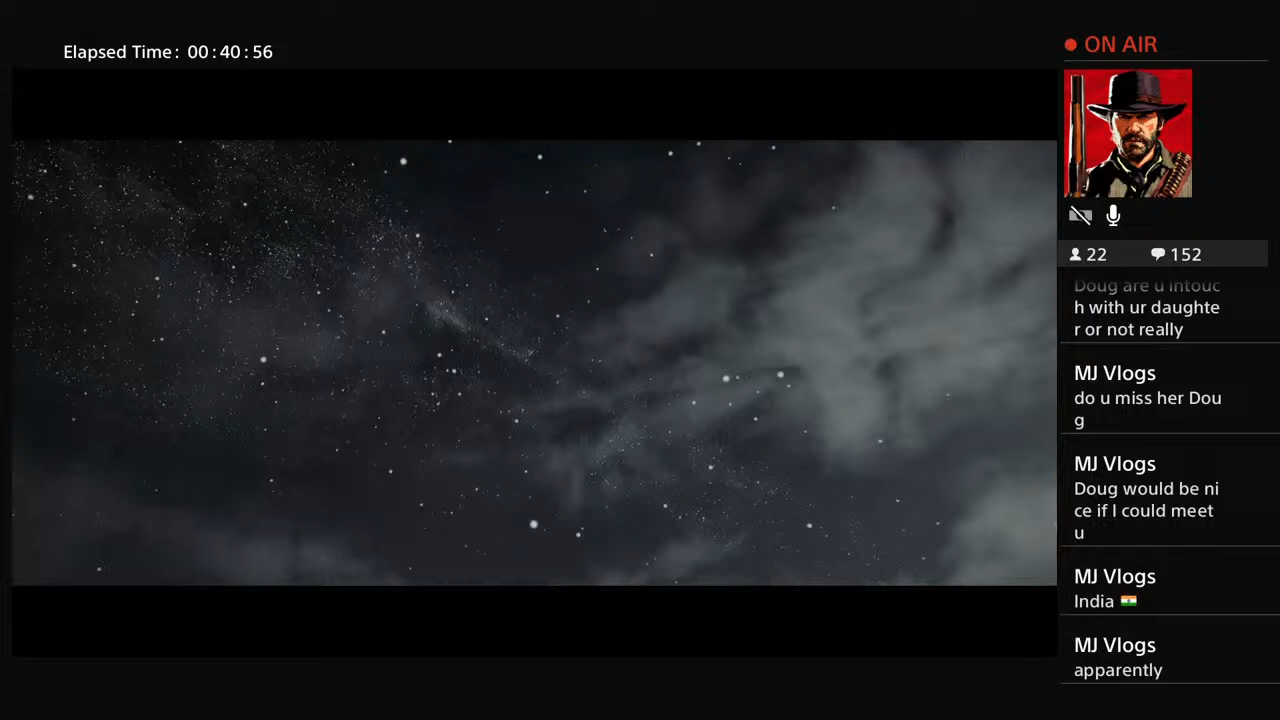 Elapsed Time: 00:40:56
ON AIR
22 152
Doug are u intouc
h with ur daughte
r or not really
MJ Vlogs
do u miss her Dou
g
MJ Vlogs
Doug would be ni
ce if I could meet
u
MJ Vlogs
India 🇮🇳
MJ Vlogs
apparently